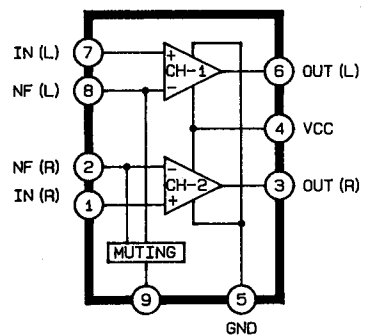 IN (L) 7 + CH-1 6 OUT (L)
NF (L) 8 −
4 VCC
NF (R) 2 − CH-2 3 OUT (R)
IN (R) 1 +
MUTING
9 5
GND